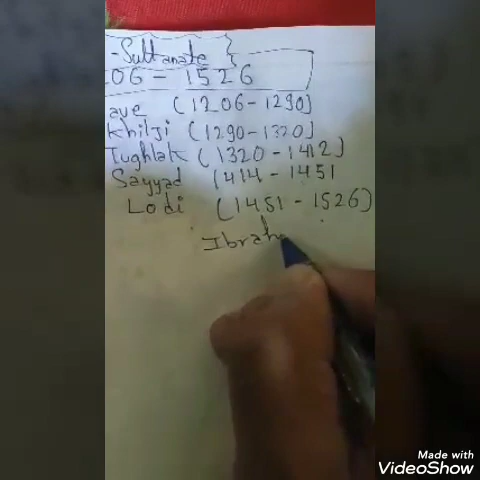 -Sultanate
06-1526
ave (1206-1290]
Khilji (1290-1320]
Tughlak (1320-1412]
Sayyad 1414-1451
Lodi (1451-1526)
Ibrah
Made with
VideoShow